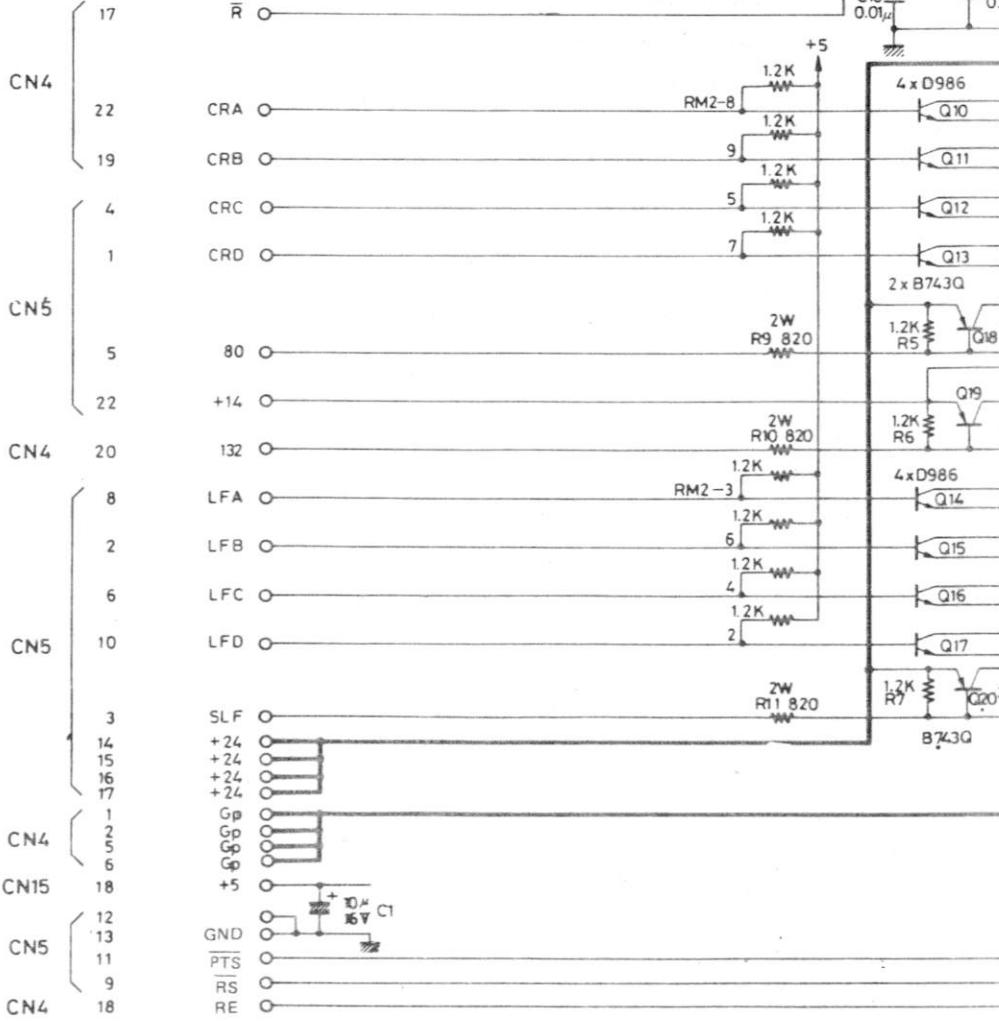 17 R̅
0.01μ
+5
CN4
1.2K
4xD986
22 CRA RM2-8 Q10
1.2K
19 CRB 9 Q11
1.2K
4 CRC 5 Q12
1.2K
1 CRD 7 Q13
2xB743Q
CN5
2W
1.2K
5 80 R9 820 R5 Q18
22 +14 Q19
2W
1.2K
CN4 20 132 R10 820 R6
1.2K
4xD986
8 LFA RM2-3 Q14
1.2K
2 LFB 6 Q15
1.2K
6 LFC 4 Q16
1.2K
CN5 10 LFD 2 Q17
2W
1.2K
R7 Q20
3 SLF R11 820
B743Q
14 +24
15 +24
16 +24
17 +24
1 Gp
CN4 2 Gp
5 Gp
6 Gp
CN15 18 +5
+ 10μ
16V C1
12
CN5 13 GND
11 P̅T̅S̅
9 R̅S̅
CN4 18 RE